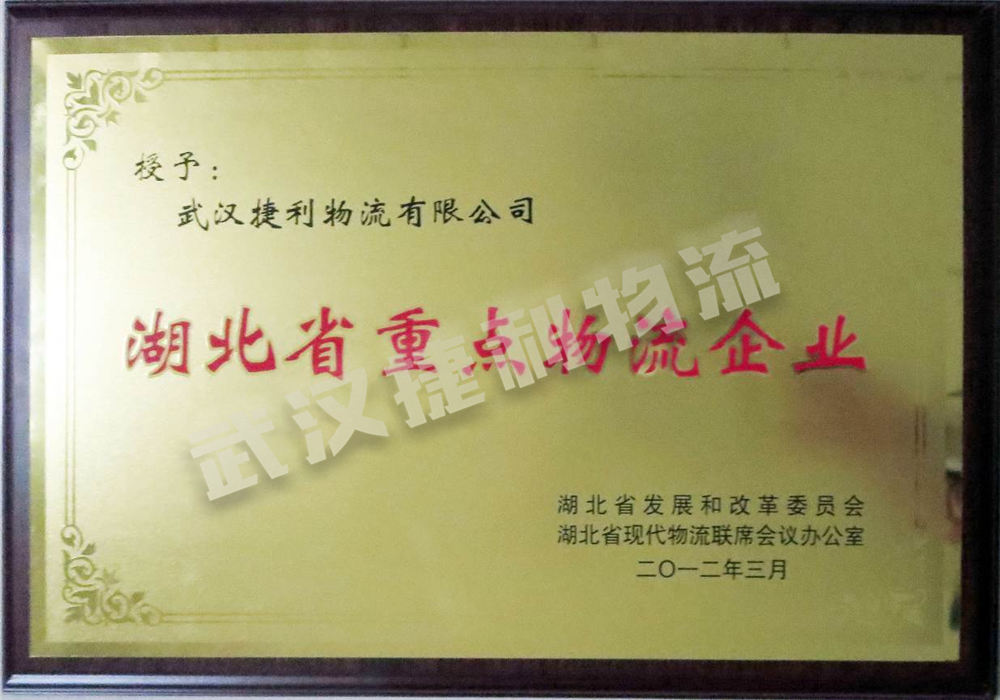 授予：
武汉捷利物流有限公司
湖北省重点物流企业
武汉捷利物流
湖北省发展和改革委员会
湖北省现代物流联席会议办公室
二〇一二年三月